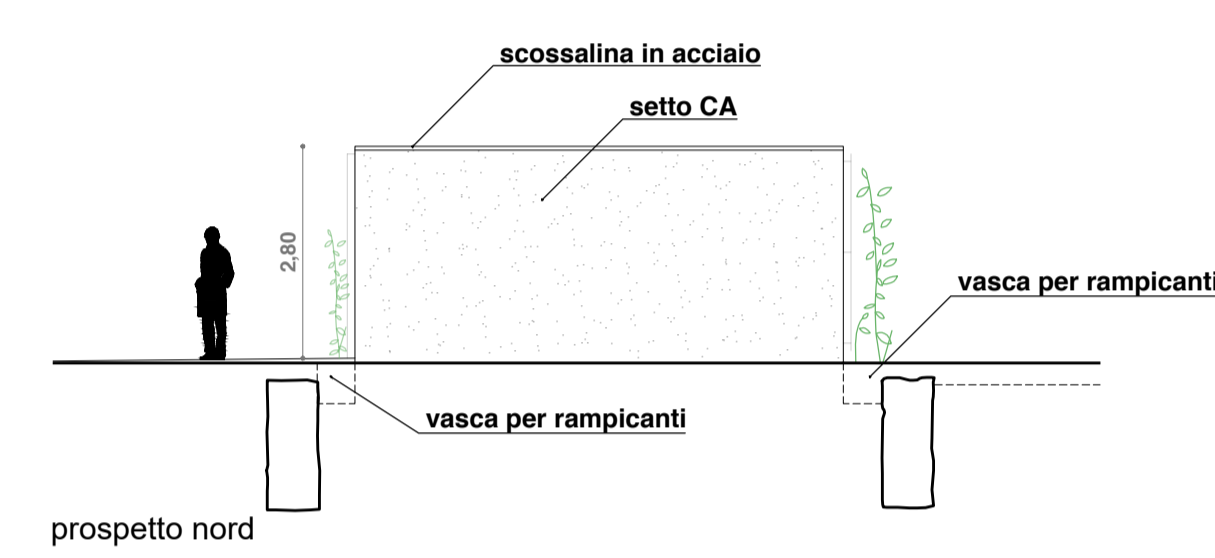 scossalina in acciaio
setto CA
2,80
vasca per rampicanti
vasca per rampicanti
prospetto nord